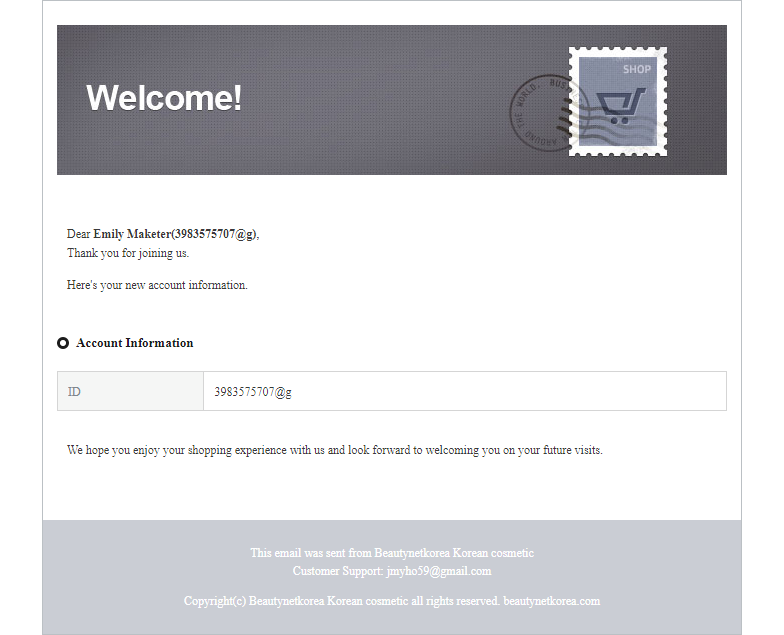 Welcome!
SHOP
AROUND THE WORLD.
Dear Emily Maketer(3983575707@g),
Thank you for joining us.
Here's your new account information.
Account Information
ID
3983575707@g
We hope you enjoy your shopping experience with us and look forward to welcoming you on your future visits.
This email was sent from Beautynetkorea Korean cosmetic
Customer Support: jmyho59@gmail.com
Copyright(c) Beautynetkorea Korean cosmetic all rights reserved. beautynetkorea.com